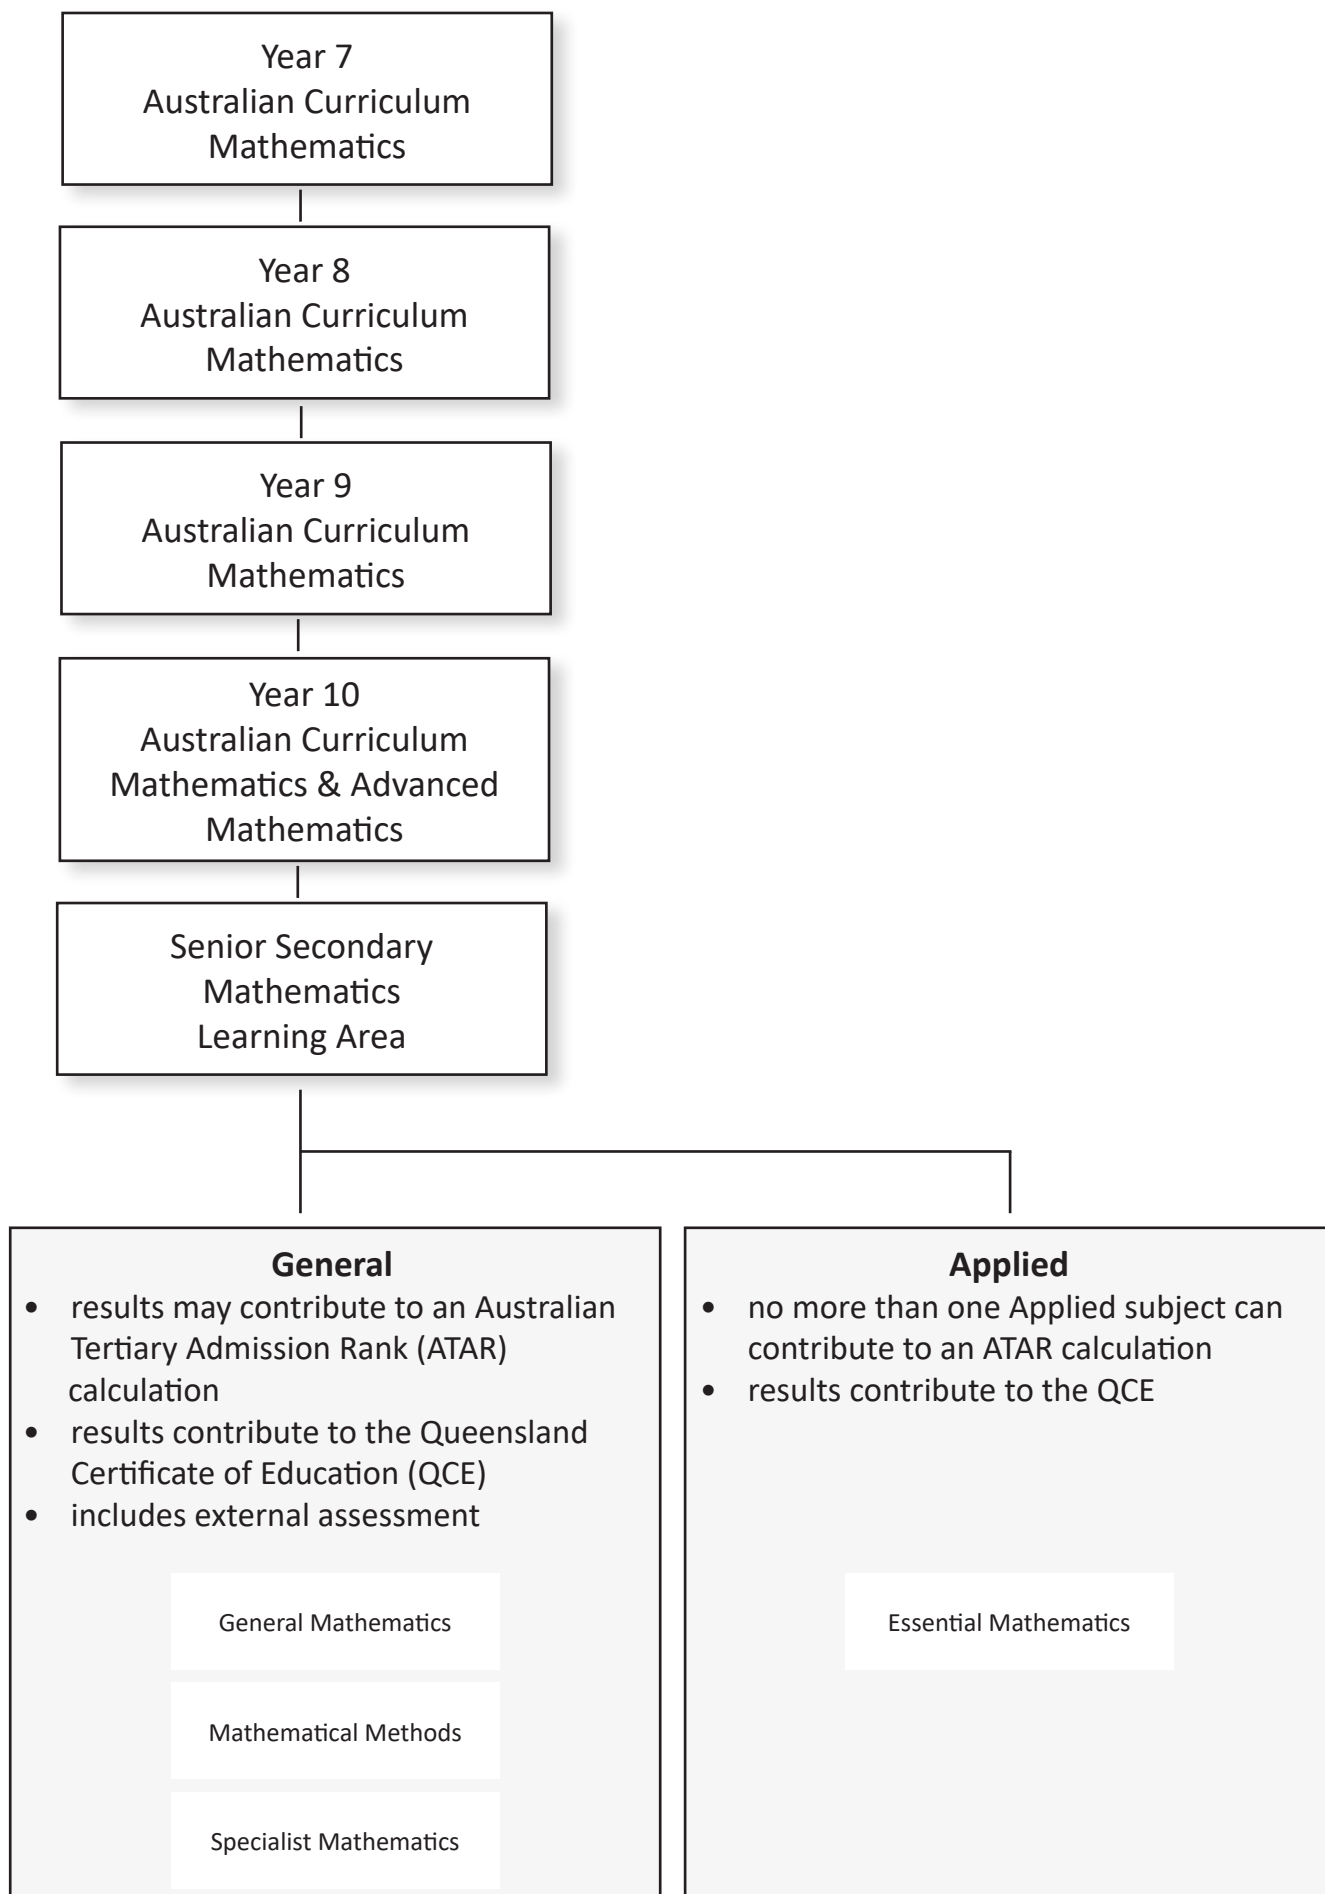 Year 7
Australian Curriculum
Mathematics
Year 8
Australian Curriculum
Mathematics
Year 9
Australian Curriculum
Mathematics
Year 10
Australian Curriculum
Mathematics & Advanced
Mathematics
Senior Secondary
Mathematics
Learning Area
General
• results may contribute to an Australian
Tertiary Admission Rank (ATAR)
calculation
• results contribute to the Queensland
Certificate of Education (QCE)
• includes external assessment
General Mathematics
Mathematical Methods
Specialist Mathematics
Applied
• no more than one Applied subject can
contribute to an ATAR calculation
• results contribute to the QCE
Essential Mathematics